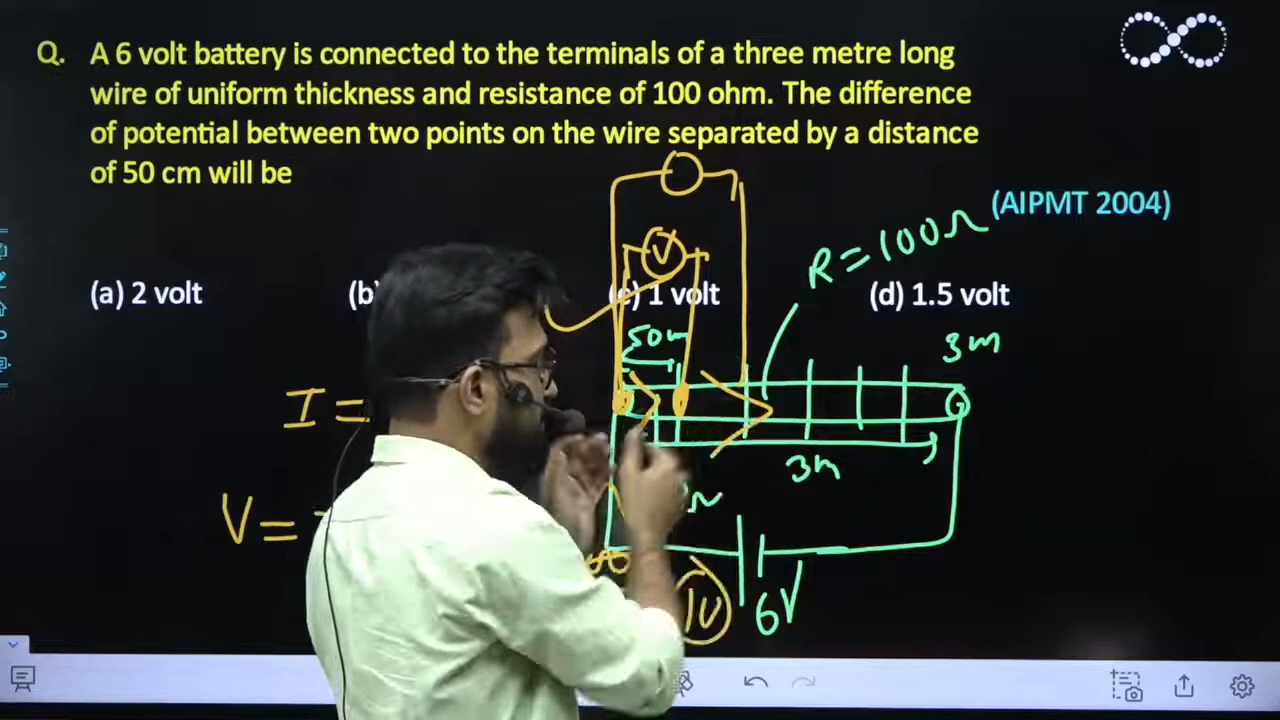 Q. A 6 volt battery is connected to the terminals of a three metre long
wire of uniform thickness and resistance of 100 ohm. The difference
of potential between two points on the wire separated by a distance
of 50 cm will be
(AIPMT 2004)
R = 100Ω
(a) 2 volt (b) 1 volt (d) 1.5 volt
V
50m
3m
I =
3m
V =
1V
6V